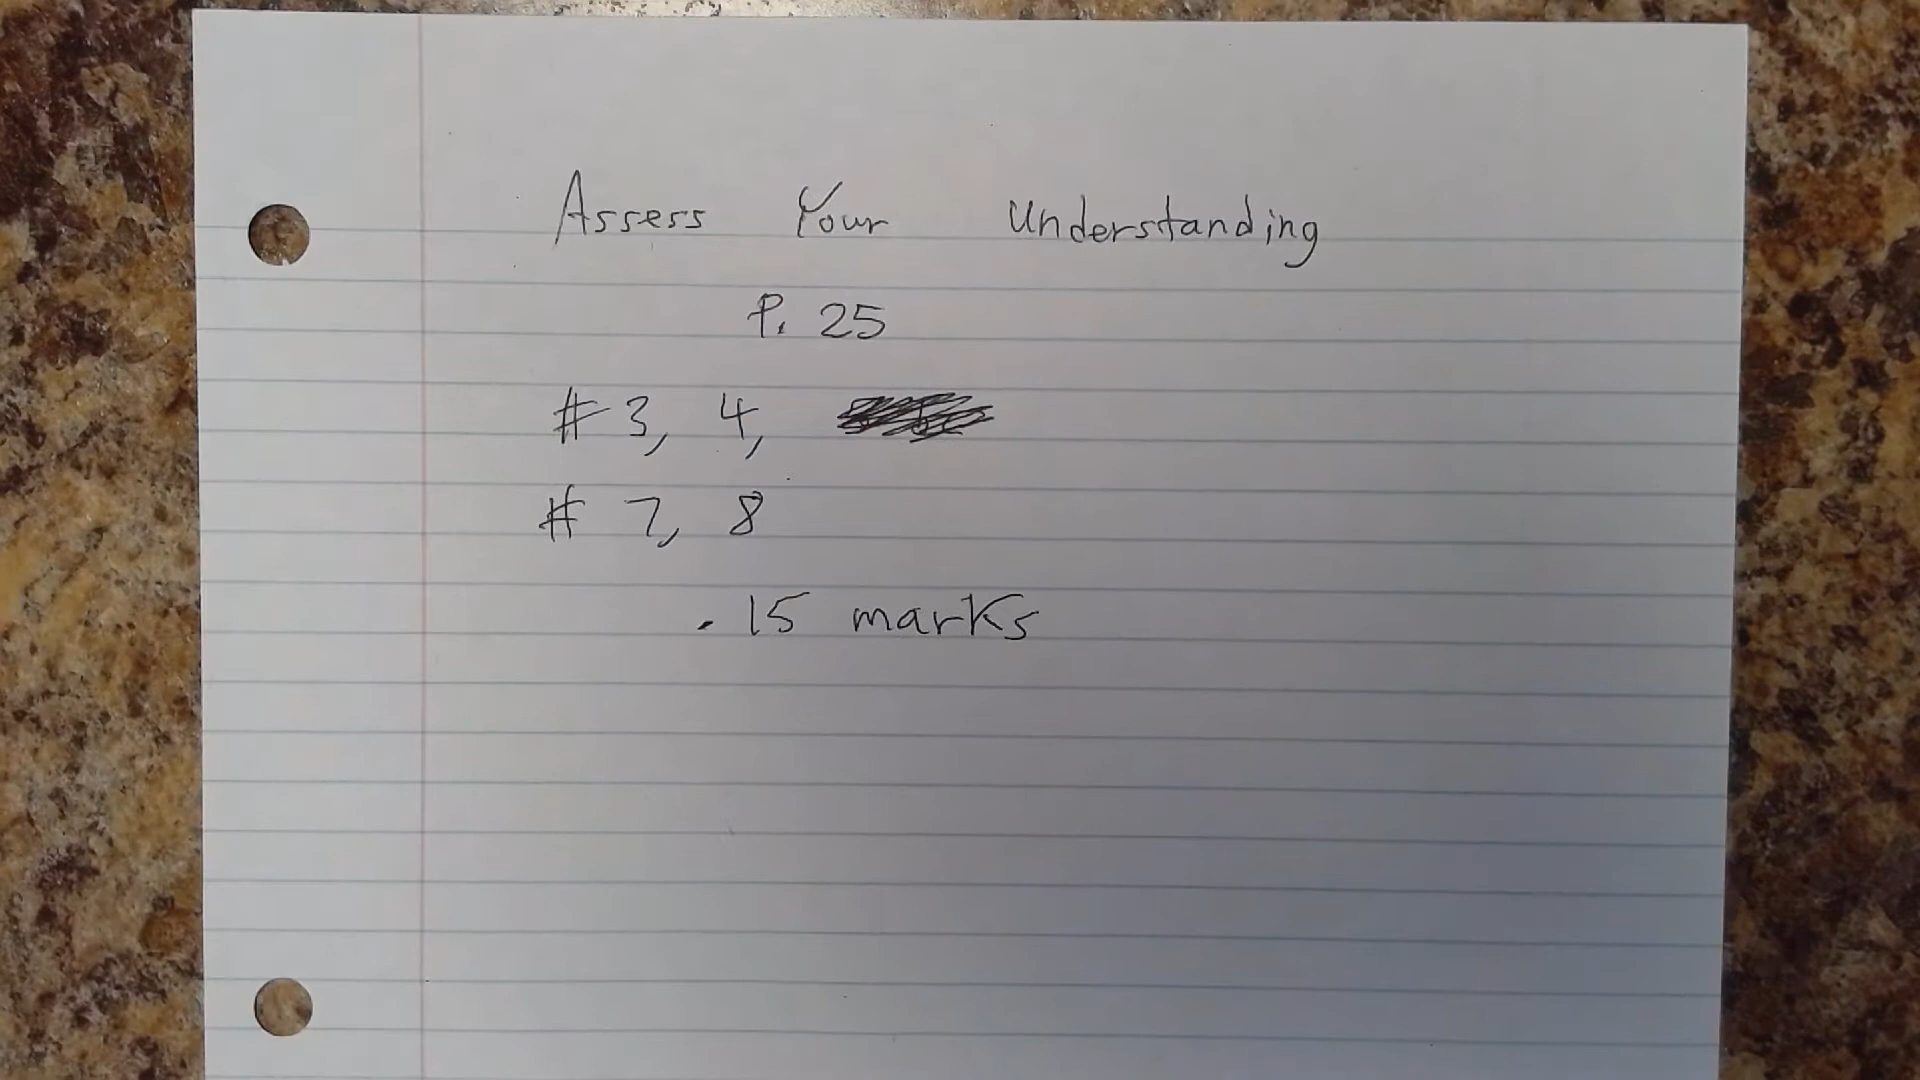 Assess Your Understanding
P. 25
# 3, 4,
# 7, 8
. 15 marks